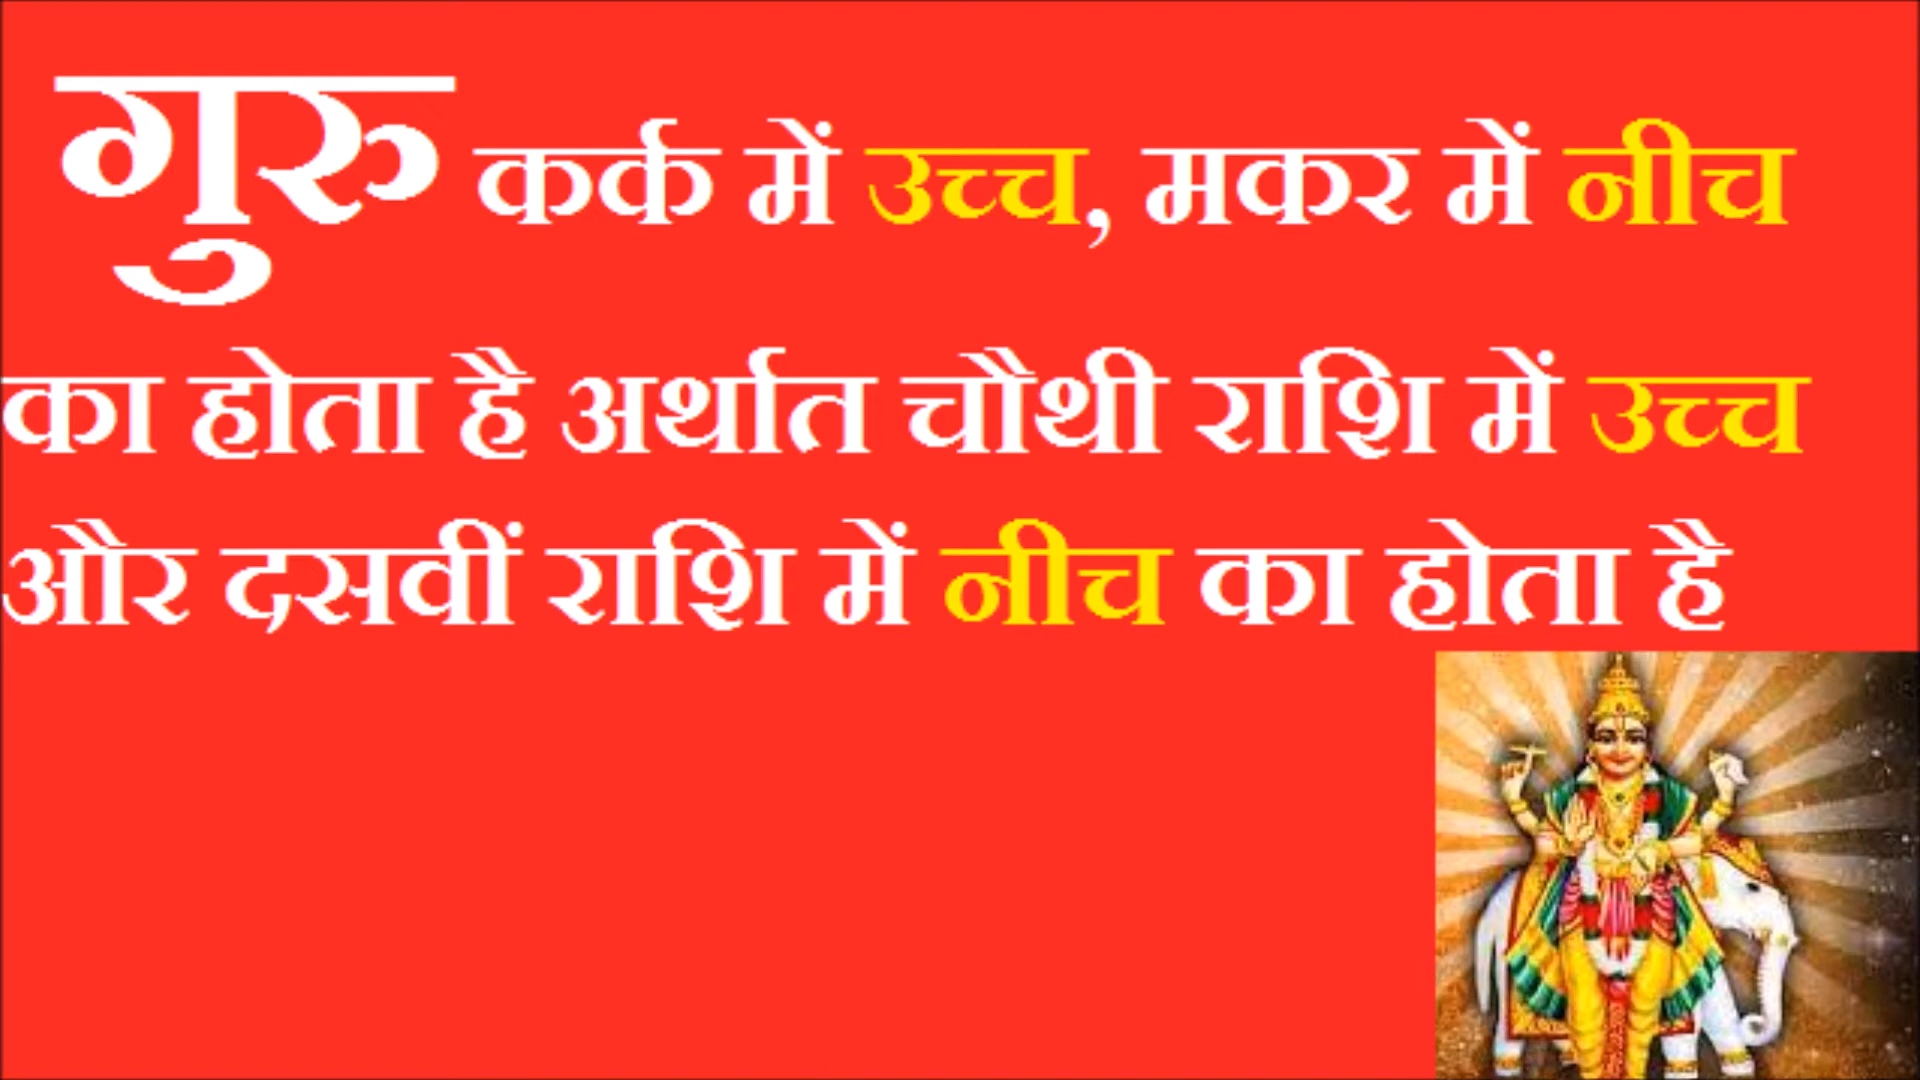 गुरु कर्क में उच्च, मकर में नीच
का होता है अर्थात चौथी राशि में उच्च
और दसवीं राशि में नीच का होता है